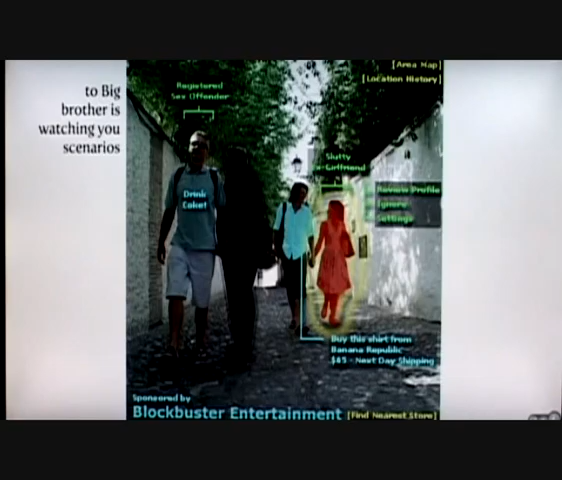 to Big
brother is
watching you
scenarios
[Area Map]
[Location History]
Registered
Sex Offender
Drink
Coke!
Slutty
Ex-Girlfriend
Review Profile
Ignore
Settings
Buy this shirt from
Banana Republic
$85 - Next Day Shipping
Sponsored by
Blockbuster Entertainment [Find Nearest Store]